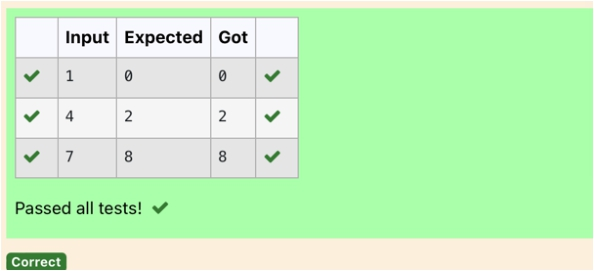 Input Expected Got
1 0 0
4 2 2
7 8 8
Passed all tests!
Correct